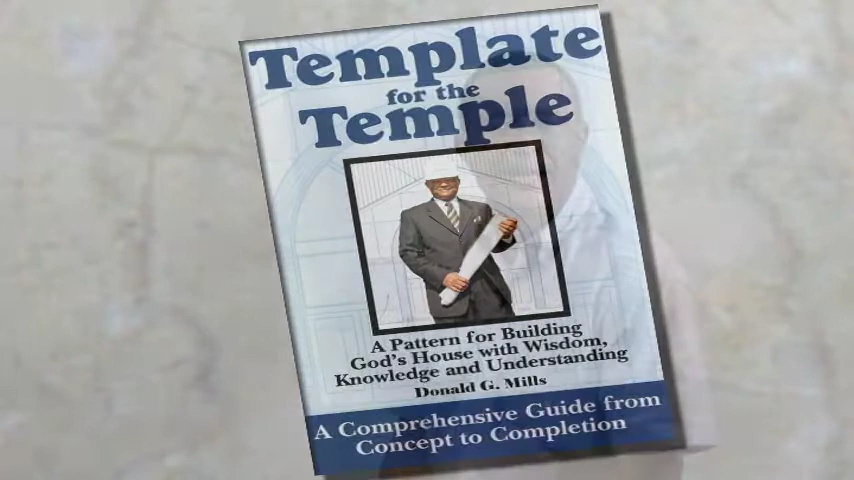 Template
for the
Temple
A Pattern for Building
God's House with Wisdom,
Knowledge and Understanding
Donald G. Mills
A Comprehensive Guide from
Concept to Completion